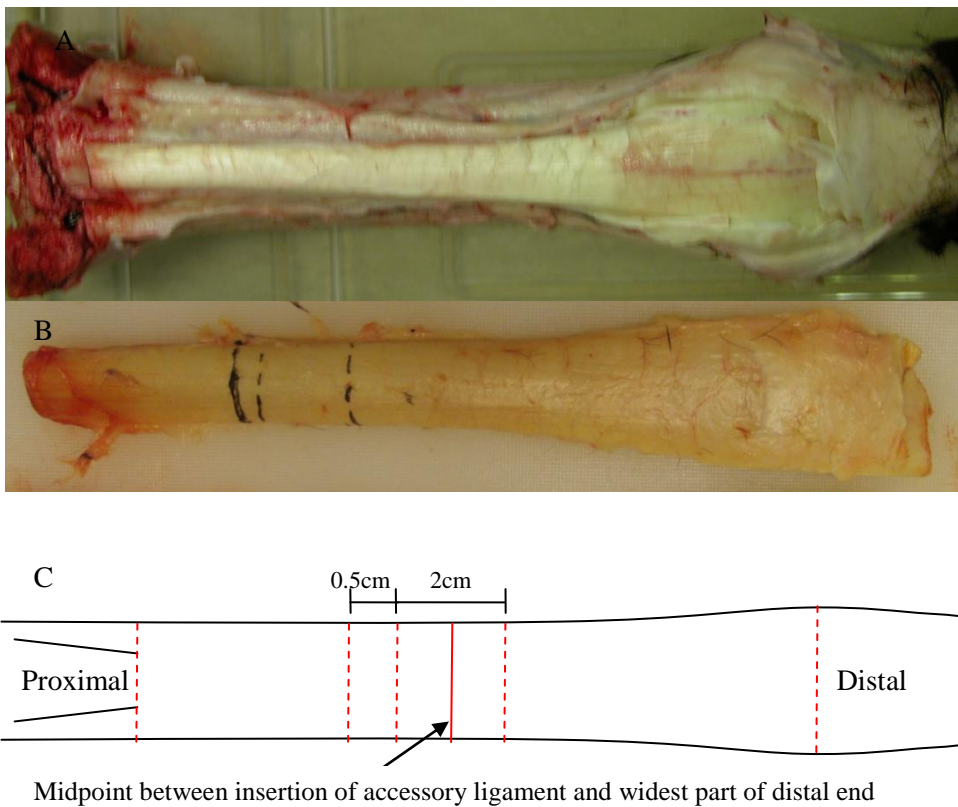 A
B
C
0.5cm 2cm
Proximal Distal
Midpoint between insertion of accessory ligament and widest part of distal end